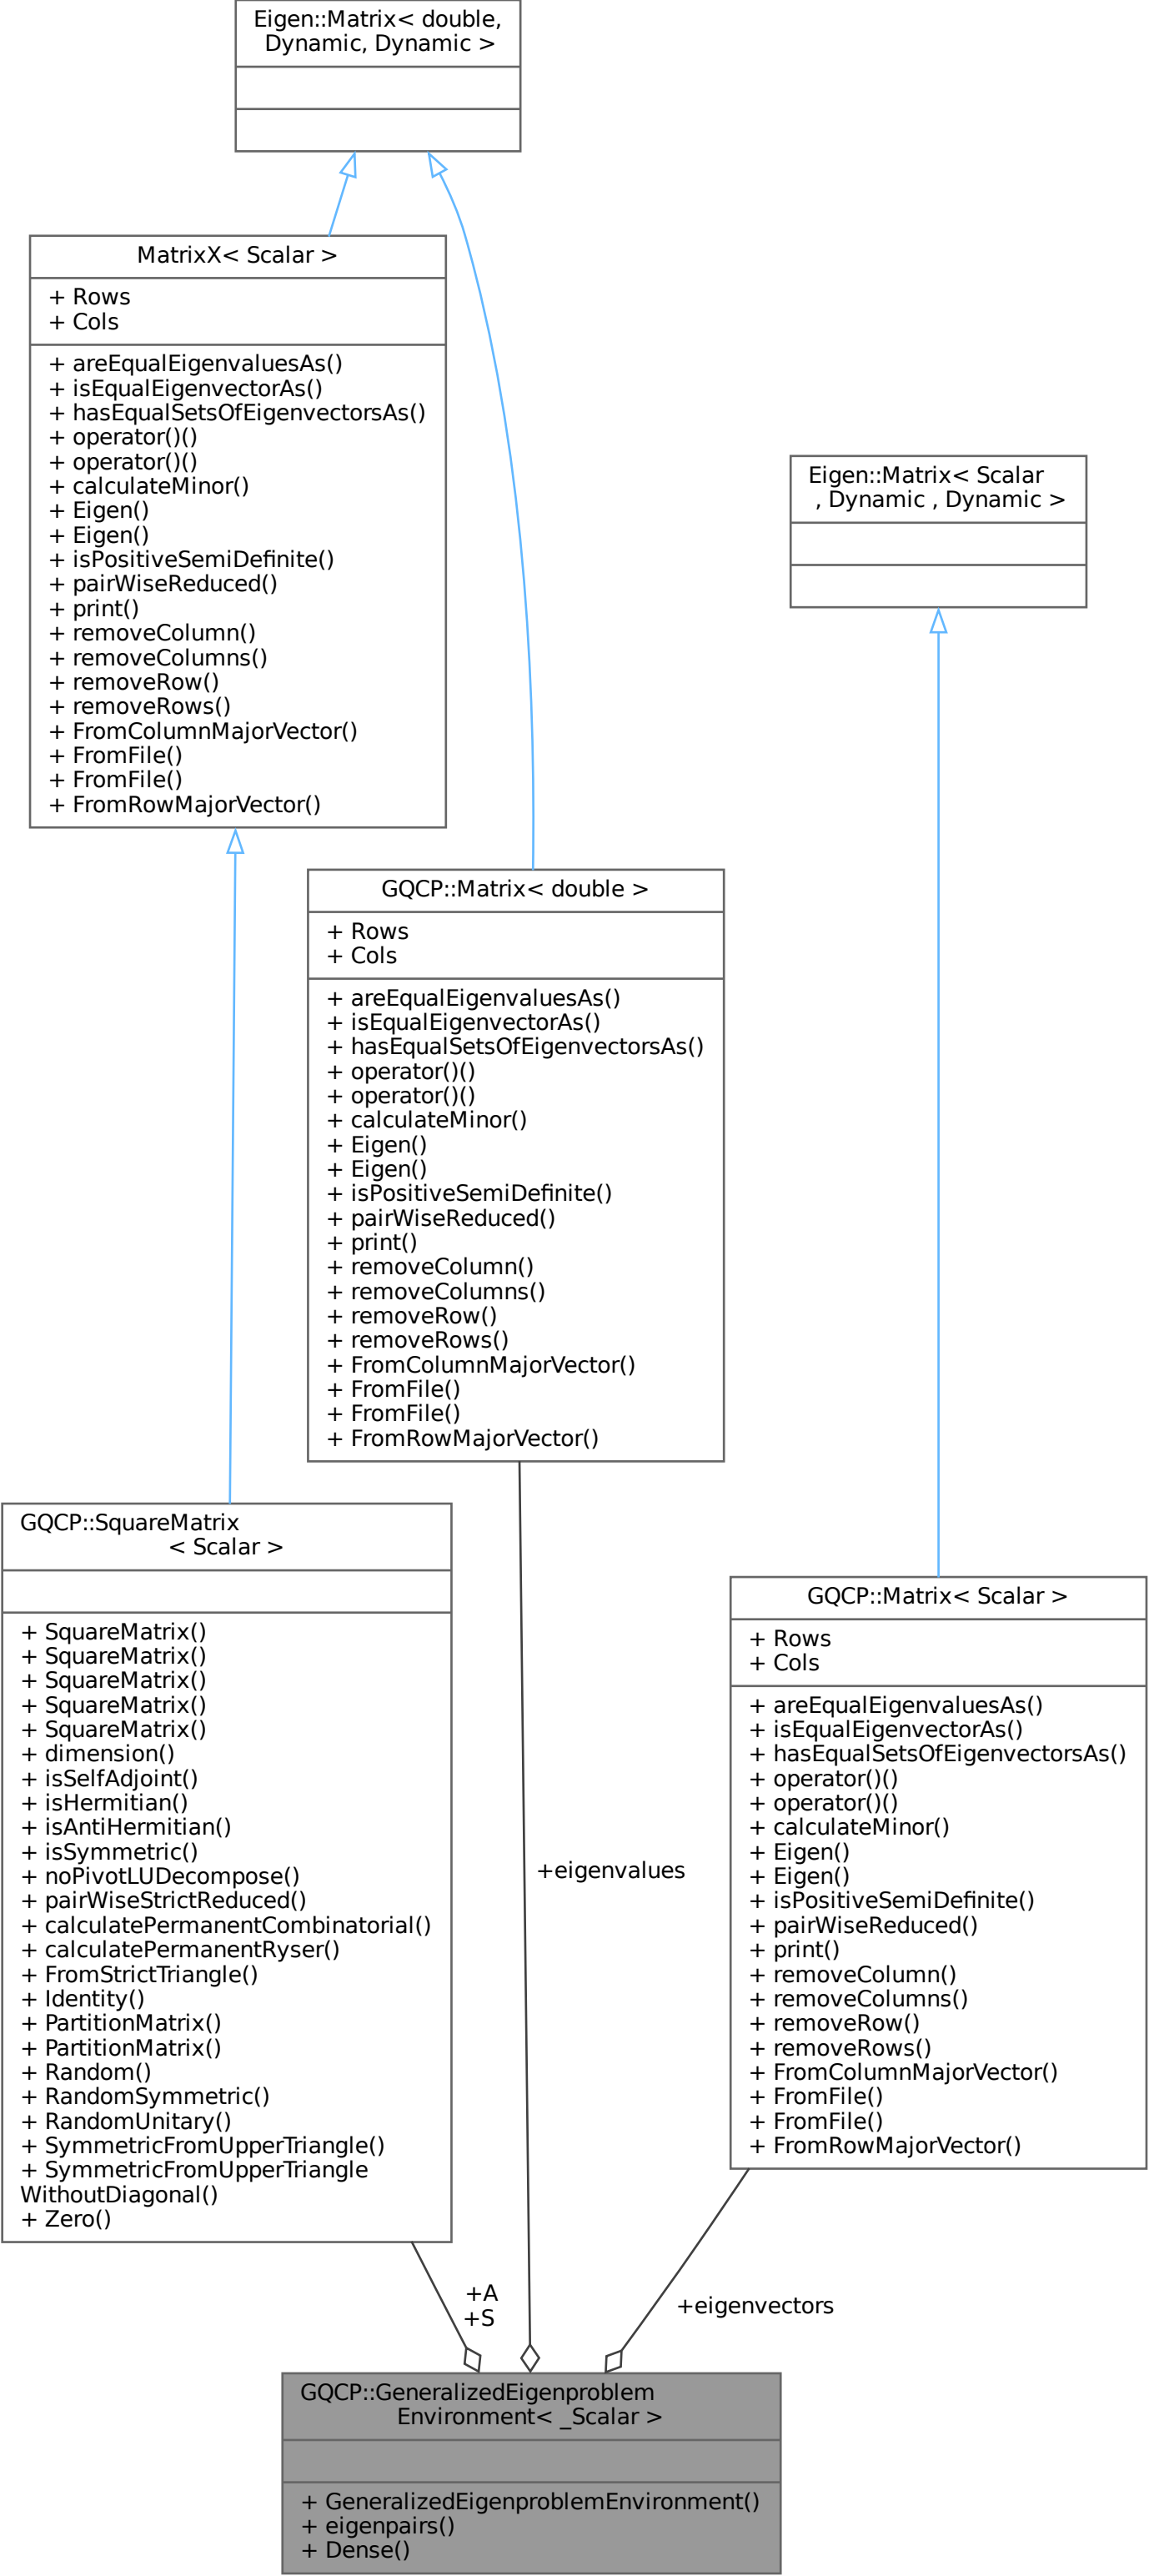 Eigen::Matrix< double,
Dynamic, Dynamic >
MatrixX< Scalar >
+ Rows
+ Cols
+ areEqualEigenvaluesAs()
+ isEqualEigenvectorAs()
+ hasEqualSetsOfEigenvectorsAs()
+ operator()()
+ operator()()
+ calculateMinor()
+ Eigen()
+ Eigen()
+ isPositiveSemiDefinite()
+ pairWiseReduced()
+ print()
+ removeColumn()
+ removeColumns()
+ removeRow()
+ removeRows()
+ FromColumnMajorVector()
+ FromFile()
+ FromFile()
+ FromRowMajorVector()
Eigen::Matrix< Scalar
, Dynamic , Dynamic >
GQCP::Matrix< double >
+ Rows
+ Cols
+ areEqualEigenvaluesAs()
+ isEqualEigenvectorAs()
+ hasEqualSetsOfEigenvectorsAs()
+ operator()()
+ operator()()
+ calculateMinor()
+ Eigen()
+ Eigen()
+ isPositiveSemiDefinite()
+ pairWiseReduced()
+ print()
+ removeColumn()
+ removeColumns()
+ removeRow()
+ removeRows()
+ FromColumnMajorVector()
+ FromFile()
+ FromFile()
+ FromRowMajorVector()
GQCP::SquareMatrix
< Scalar >
+ SquareMatrix()
+ SquareMatrix()
+ SquareMatrix()
+ SquareMatrix()
+ SquareMatrix()
+ dimension()
+ isSelfAdjoint()
+ isHermitian()
+ isAntiHermitian()
+ isSymmetric()
+ noPivotLUDecompose()
+ pairWiseStrictReduced()
+ calculatePermanentCombinatorial()
+ calculatePermanentRyser()
+ FromStrictTriangle()
+ Identity()
+ PartitionMatrix()
+ PartitionMatrix()
+ Random()
+ RandomSymmetric()
+ RandomUnitary()
+ SymmetricFromUpperTriangle()
+ SymmetricFromUpperTriangle
WithoutDiagonal()
+ Zero()
+eigenvalues
GQCP::Matrix< Scalar >
+ Rows
+ Cols
+ areEqualEigenvaluesAs()
+ isEqualEigenvectorAs()
+ hasEqualSetsOfEigenvectorsAs()
+ operator()()
+ operator()()
+ calculateMinor()
+ Eigen()
+ Eigen()
+ isPositiveSemiDefinite()
+ pairWiseReduced()
+ print()
+ removeColumn()
+ removeColumns()
+ removeRow()
+ removeRows()
+ FromColumnMajorVector()
+ FromFile()
+ FromFile()
+ FromRowMajorVector()
+A
+S
+eigenvectors
GQCP::GeneralizedEigenproblem
Environment< _Scalar >
+ GeneralizedEigenproblemEnvironment()
+ eigenpairs()
+ Dense()